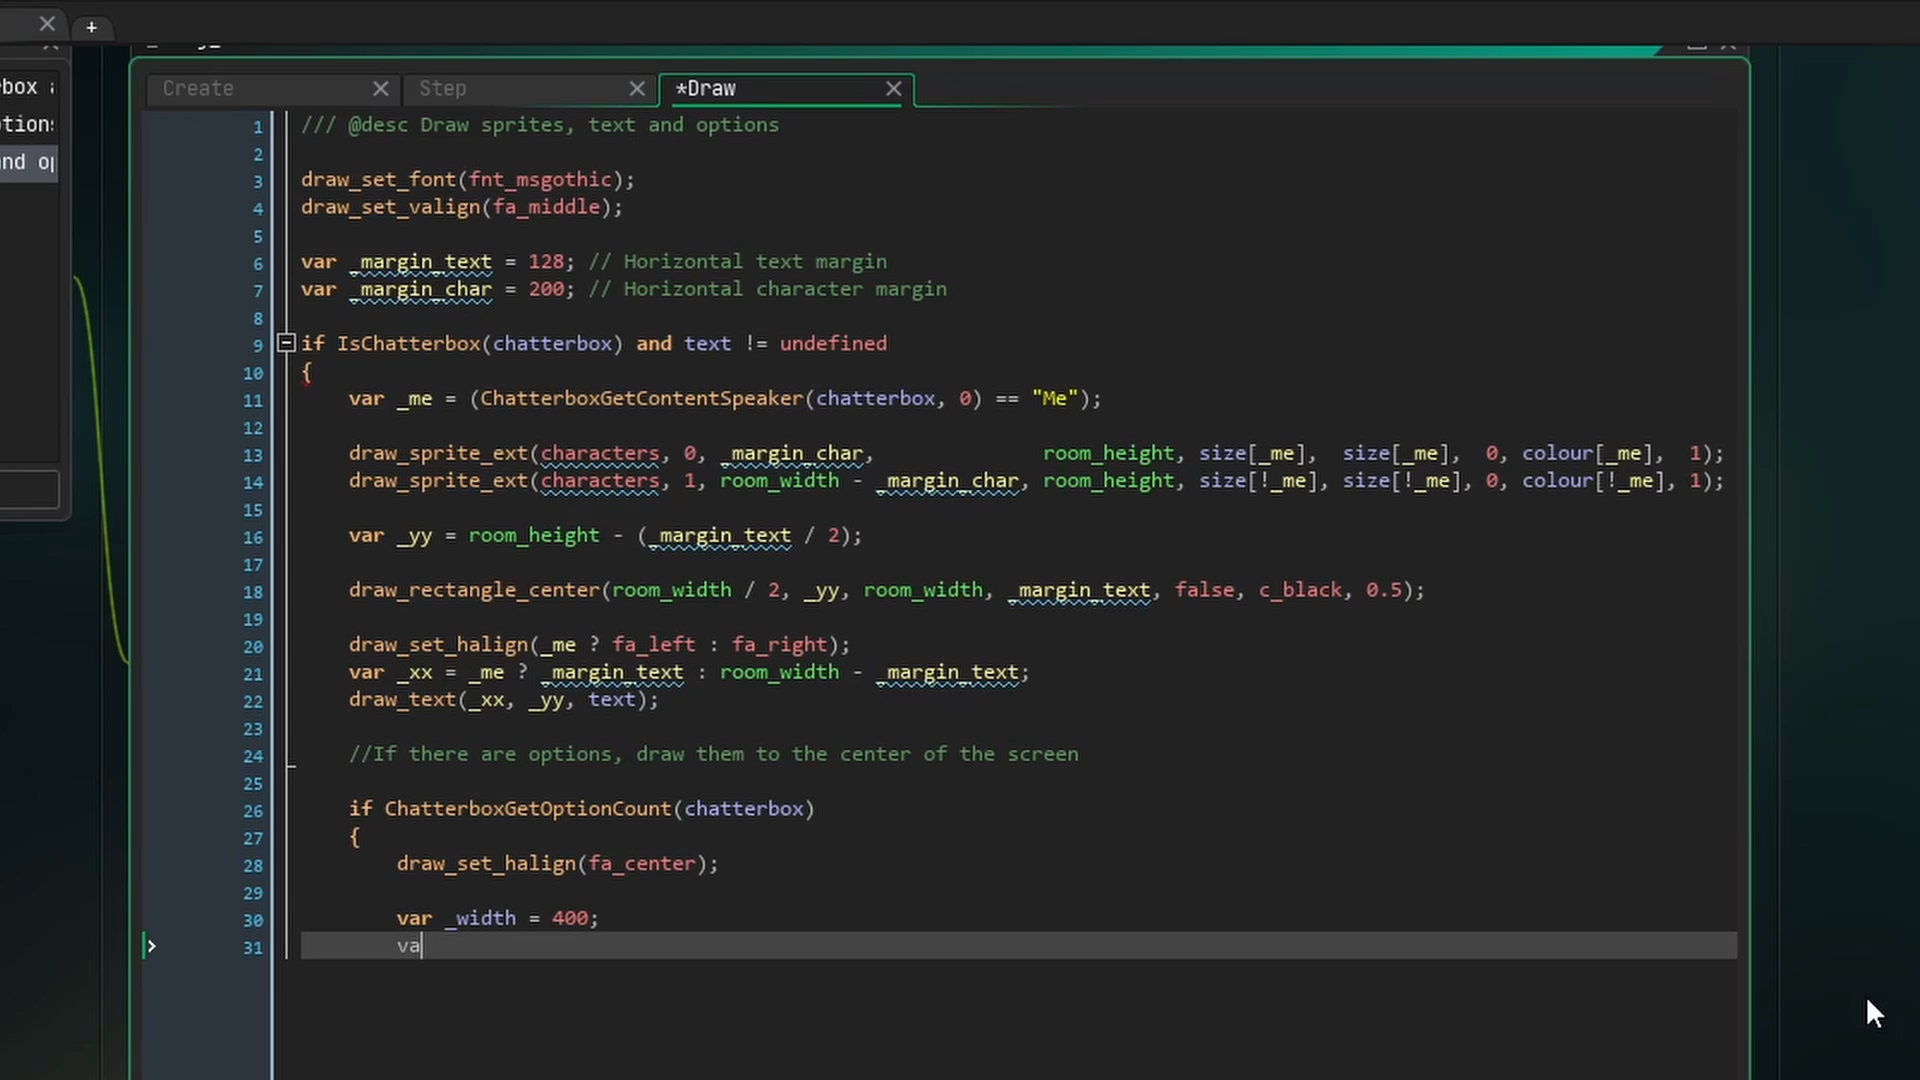 +
Create
Step
*Draw
box
tions
nd op
1 /// @desc Draw sprites, text and options
2
3 draw_set_font(fnt_msgothic);
4 draw_set_valign(fa_middle);
5
6 var _margin_text = 128; // Horizontal text margin
7 var _margin_char = 200; // Horizontal character margin
8
9 if IsChatterbox(chatterbox) and text != undefined
10 {
11 var _me = (ChatterboxGetContentSpeaker(chatterbox, 0) == "Me");
12
13 draw_sprite_ext(characters, 0, _margin_char, room_height, size[_me], size[_me], 0, colour[_me], 1);
14 draw_sprite_ext(characters, 1, room_width - _margin_char, room_height, size[!_me], size[!_me], 0, colour[!_me], 1);
15
16 var _yy = room_height - (_margin_text / 2);
17
18 draw_rectangle_center(room_width / 2, _yy, room_width, _margin_text, false, c_black, 0.5);
19
20 draw_set_halign(_me ? fa_left : fa_right);
21 var _xx = _me ? _margin_text : room_width - _margin_text;
22 draw_text(_xx, _yy, text);
23
24 //If there are options, draw them to the center of the screen
25
26 if ChatterboxGetOptionCount(chatterbox)
27 {
28 draw_set_halign(fa_center);
29
30 var _width = 400;
31 va